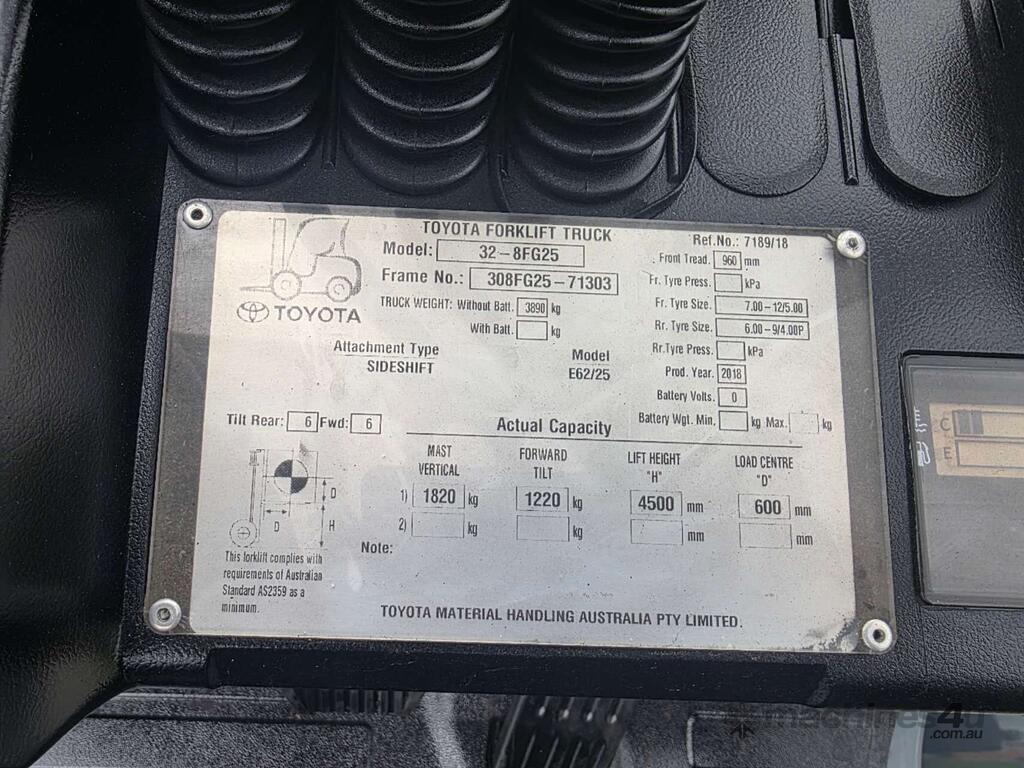 TOYOTA FORKLIFT TRUCK
Ref.No.: 7189/18
Model: 32-8FG25
Frame No.: 308FG25-71303
TRUCK WEIGHT: Without Batt. 3890 kg
With Batt. kg
TOYOTA
Attachment Type
SIDESHIFT
Model
E62/25
Front Tread. 960 mm
Fr. Tyre Press. kPa
Fr. Tyre Size. 7.00-12/5.00
Rr. Tyre Size. 6.00-9/4.00P
Rr.Tyre Press. kPa
Prod. Year. 2018
Battery Volts. 0
Battery Wgt. Min. kg Max. kg
Tilt Rear: 6 Fwd: 6
Actual Capacity
MAST VERTICAL
FORWARD TILT
LIFT HEIGHT "H"
LOAD CENTRE "D"
1) 1820 kg 1220 kg 4500 mm 600 mm
2) kg kg mm mm
D
D
H
Note:
This forklift complies with
requirements of Australian
Standard AS2359 as a
minimum.
TOYOTA MATERIAL HANDLING AUSTRALIA PTY LIMITED.
C
E
machines4u
.com.au